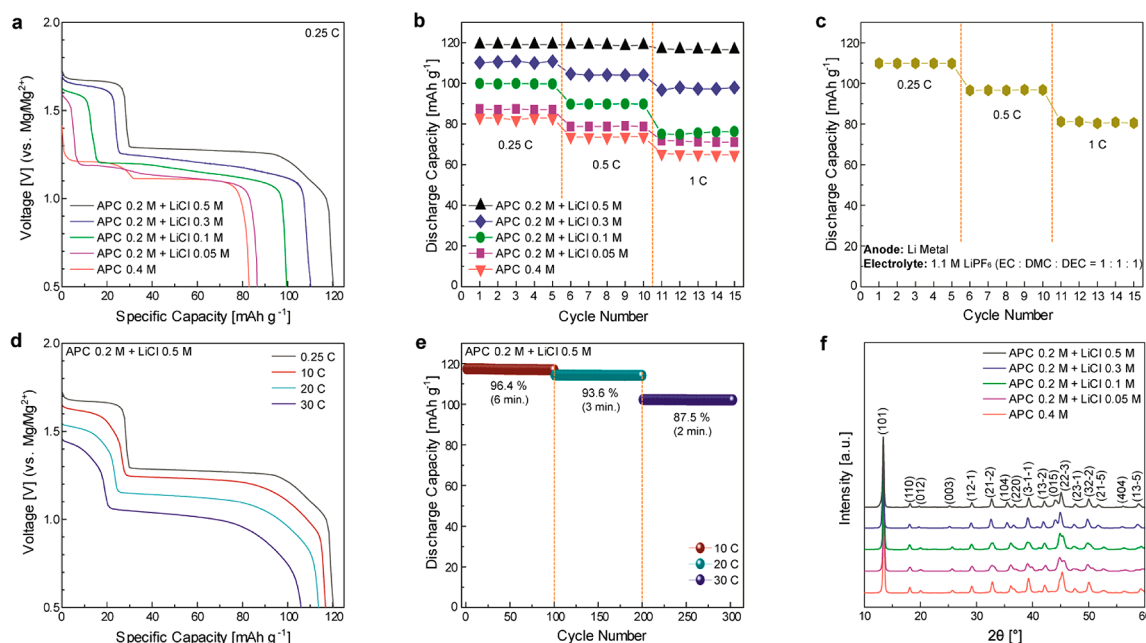 a
0.25 C
2.0
1.7
1.4
1.0
0.5
Voltage [V] (vs. Mg/Mg²⁺)
APC 0.2 M + LiCl 0.5 M
APC 0.2 M + LiCl 0.3 M
APC 0.2 M + LiCl 0.1 M
APC 0.2 M + LiCl 0.05 M
APC 0.4 M
0 40 80 120
Specific Capacity [mAh g⁻¹]
b
120
100
80
60
40
20
0
Discharge Capacity [mAh g⁻¹]
0.25 C
0.5 C
1 C
APC 0.2 M + LiCl 0.5 M
APC 0.2 M + LiCl 0.3 M
APC 0.2 M + LiCl 0.1 M
APC 0.2 M + LiCl 0.05 M
APC 0.4 M
0 1 2 3 4 5 6 7 8 9 10 11 12 13 14 15
Cycle Number
c
120
100
80
60
40
20
0
Discharge Capacity [mAh g⁻¹]
0.25 C
0.5 C
1 C
Anode: Li Metal
Electrolyte: 1.1 M LiPF₆ (EC : DMC : DEC = 1 : 1 : 1)
0 1 2 3 4 5 6 7 8 9 10 11 12 13 14 15
Cycle Number
d
APC 0.2 M + LiCl 0.5 M
0.25 C
10 C
20 C
30 C
2.0
1.7
1.4
1.0
0.5
Voltage [V] (vs. Mg/Mg²⁺)
0 40 80 120
Specific Capacity [mAh g⁻¹]
e
APC 0.2 M + LiCl 0.5 M
120
100
80
60
40
20
0
Discharge Capacity [mAh g⁻¹]
96.4 %
(6 min.)
93.6 %
(3 min.)
87.5 %
(2 min.)
10 C
20 C
30 C
0 50 100 150 200 250 300
Cycle Number
f
APC 0.2 M + LiCl 0.5 M
APC 0.2 M + LiCl 0.3 M
APC 0.2 M + LiCl 0.1 M
APC 0.2 M + LiCl 0.05 M
APC 0.4 M
Intensity [a.u.]
(101)
(110)
(012)
(003)
(12-1)
(21-2)
(104)
(220)
(3-1-1)
(13-2)
(015)
(22-3)
(23-1)
(32-2)
(21-5)
(404)
(13-5)
10 20 30 40 50 60
2θ [°]